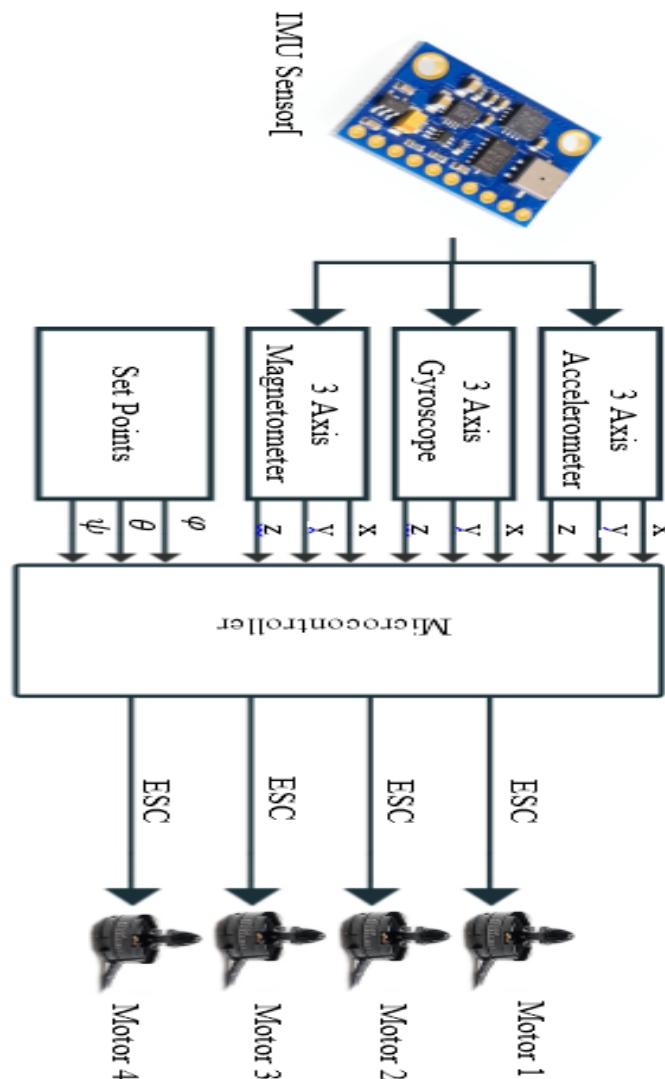 IMU Sensor[
3 Axis
Accelerometer
x
y
z
3 Axis
Gyroscope
x
y
z
3 Axis
Magnetometer
x
y
z
Set Points
φ
θ
ψ
Microcontroller
ESC
Motor 1
ESC
Motor 2
ESC
Motor 3
ESC
Motor 4